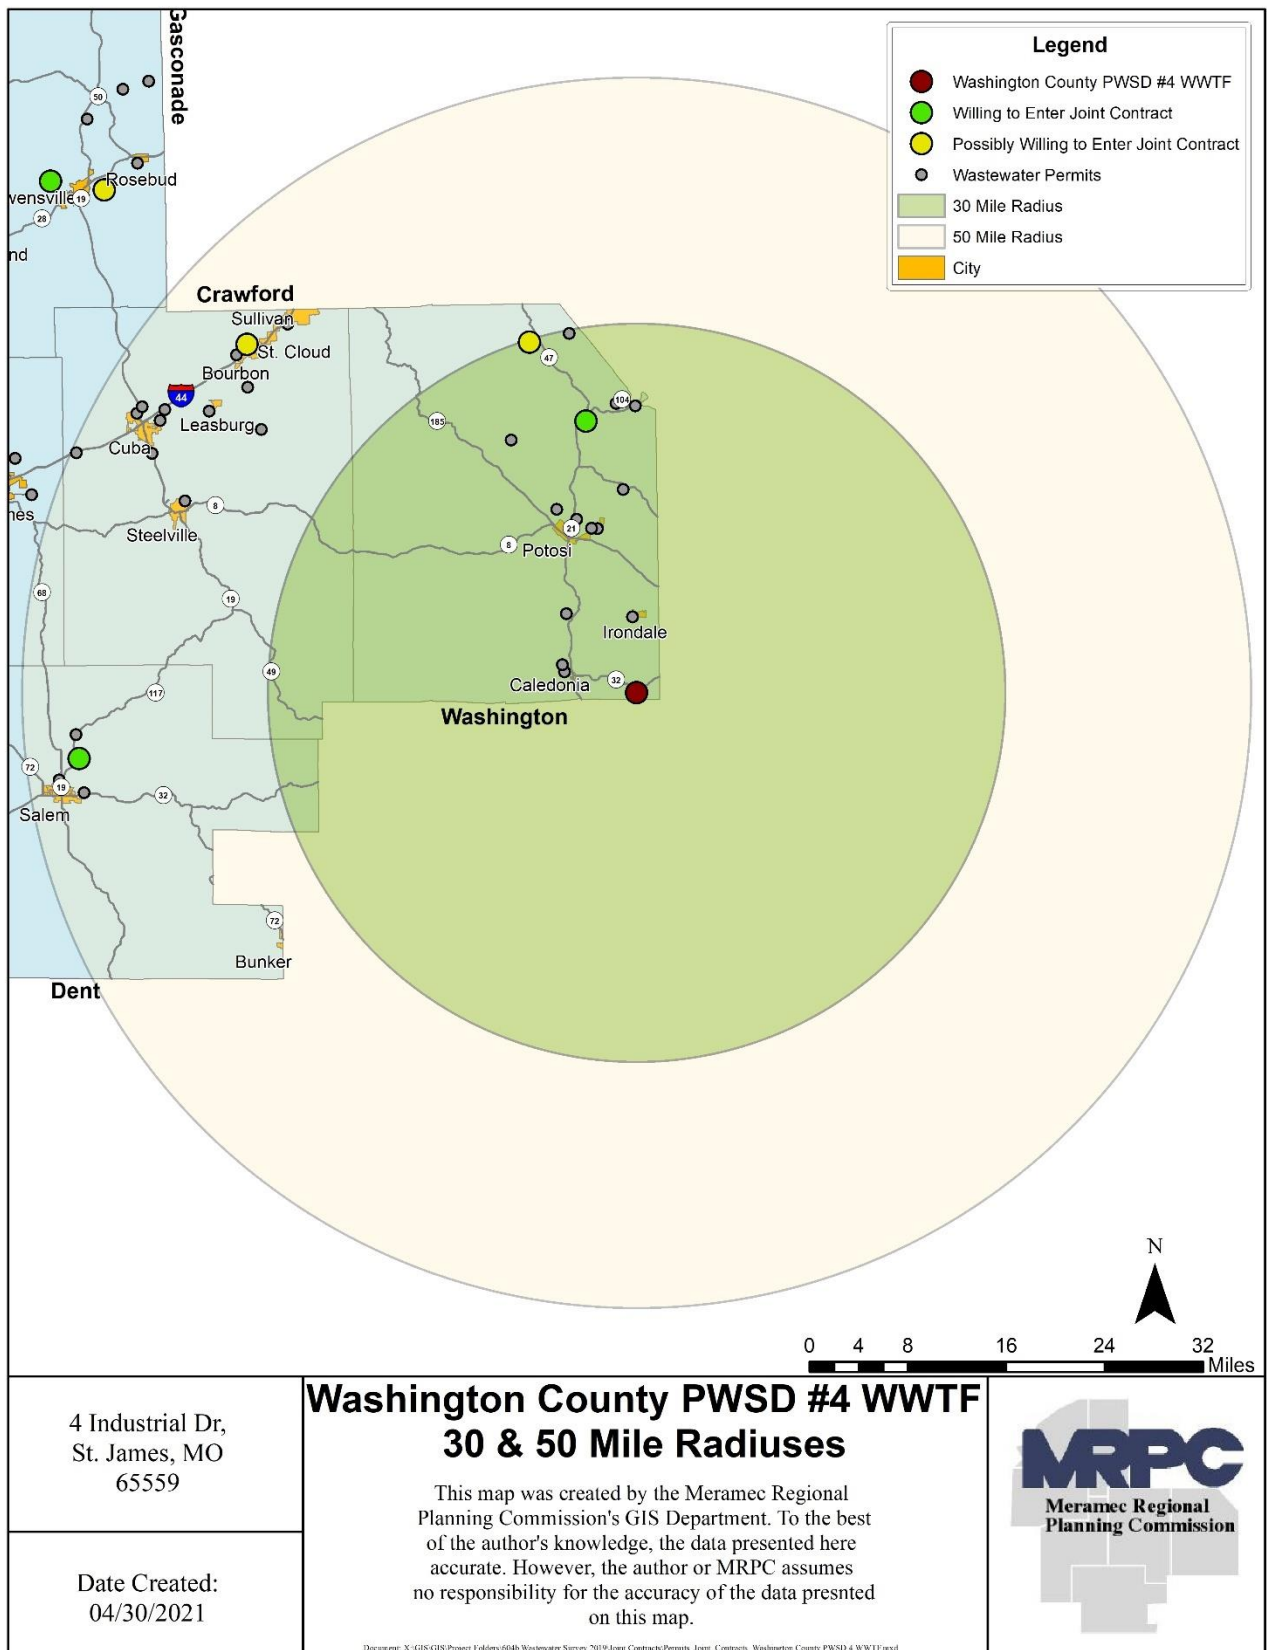 Gasconade
Legend
Washington County PWSD #4 WWTF
Willing to Enter Joint Contract
Possibly Willing to Enter Joint Contract
Wastewater Permits
30 Mile Radius
50 Mile Radius
City
50
Rosebud
wensville
19
28
nd
Crawford
Sullivan
St. Cloud
47
Bourbon
44
104
Leasburg
185
Cuba
nes
8
21
Steelville
8
Potosi
68
19
Irondale
49
32
117
Caledonia
Washington
72
19
32
Salem
72
Bunker
Dent
N
0 4 8 16 24 32
Miles
4 Industrial Dr,
St. James, MO
65559
Date Created:
04/30/2021
Washington County PWSD #4 WWTF
30 & 50 Mile Radiuses
This map was created by the Meramec Regional
Planning Commission's GIS Department. To the best
of the author's knowledge, the data presented here
accurate. However, the author or MRPC assumes
no responsibility for the accuracy of the data presnted
on this map.
MRPC
Meramec Regional
Planning Commission